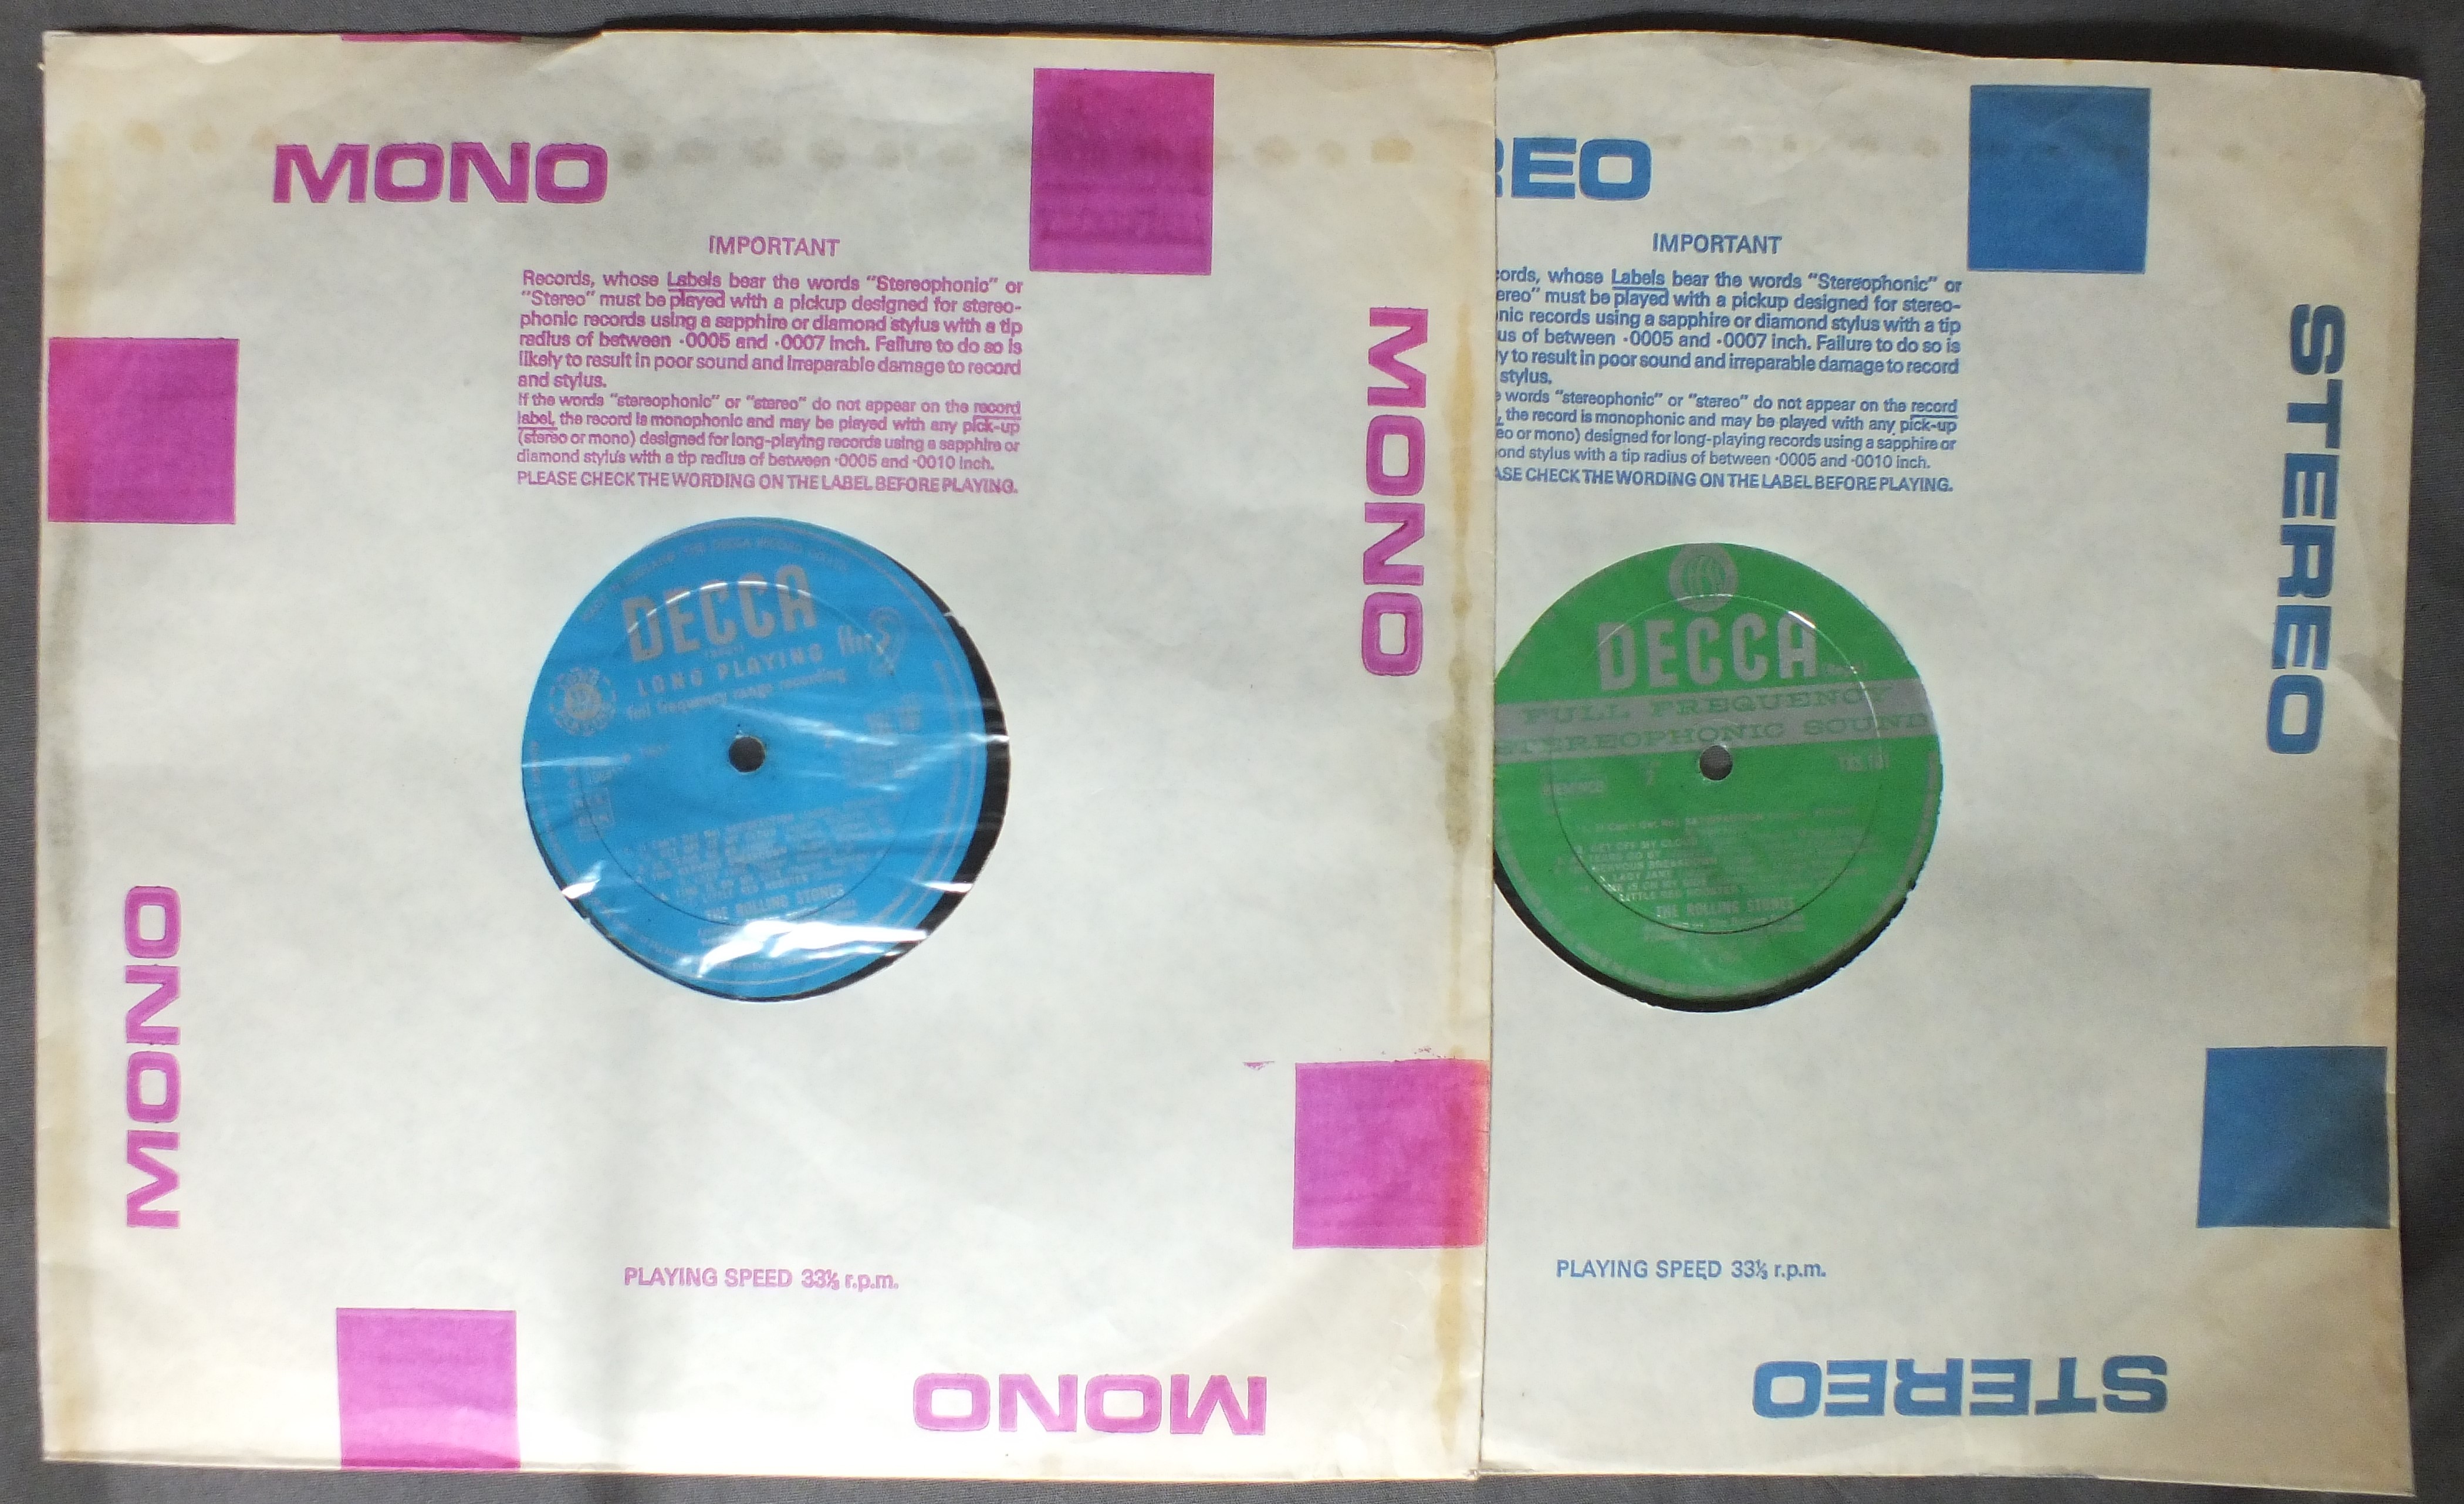 MONO
IMPORTANT
Records, whose Labels bear the words "Stereophonic" or
"Stereo" must be played with a pickup designed for stereo-
phonic records using a sapphire or diamond stylus with a tip
radius of between ·0005 and ·0007 inch. Failure to do so is
likely to result in poor sound and irreparable damage to record
and stylus.
If the words "stereophonic" or "stereo" do not appear on the record
label, the record is monophonic and may be played with any pick-up
(stereo or mono) designed for long-playing records using a sapphire or
diamond stylus with a tip radius of between ·0005 and ·0010 inch.
PLEASE CHECK THE WORDING ON THE LABEL BEFORE PLAYING.
MONO
MONO
DECCA
LONG PLAYING
full frequency range recording
THE ROLLING STONES
PLAYING SPEED 33⅓ r.p.m.
MONO
REO
IMPORTANT
ords, whose Labels bear the words "Stereophonic" or
ereo" must be played with a pickup designed for stereo-
nic records using a sapphire or diamond stylus with a tip
us of between ·0005 and ·0007 inch. Failure to do so is
y to result in poor sound and irreparable damage to record
stylus.
words "stereophonic" or "stereo" do not appear on the record
, the record is monophonic and may be played with any pick-up
eo or mono) designed for long-playing records using a sapphire or
ond stylus with a tip radius of between ·0005 and ·0010 inch.
ASE CHECK THE WORDING ON THE LABEL BEFORE PLAYING.
STEREO
DECCA
FULL FREQUENCY
STEREOPHONIC SOUND
GET OFF MY CLOUD
NERVOUS BREAKDOWN
LADY JANE
LITTLE RED ROOSTER
THE ROLLING STONES
PLAYING SPEED 33⅓ r.p.m.
STEREO